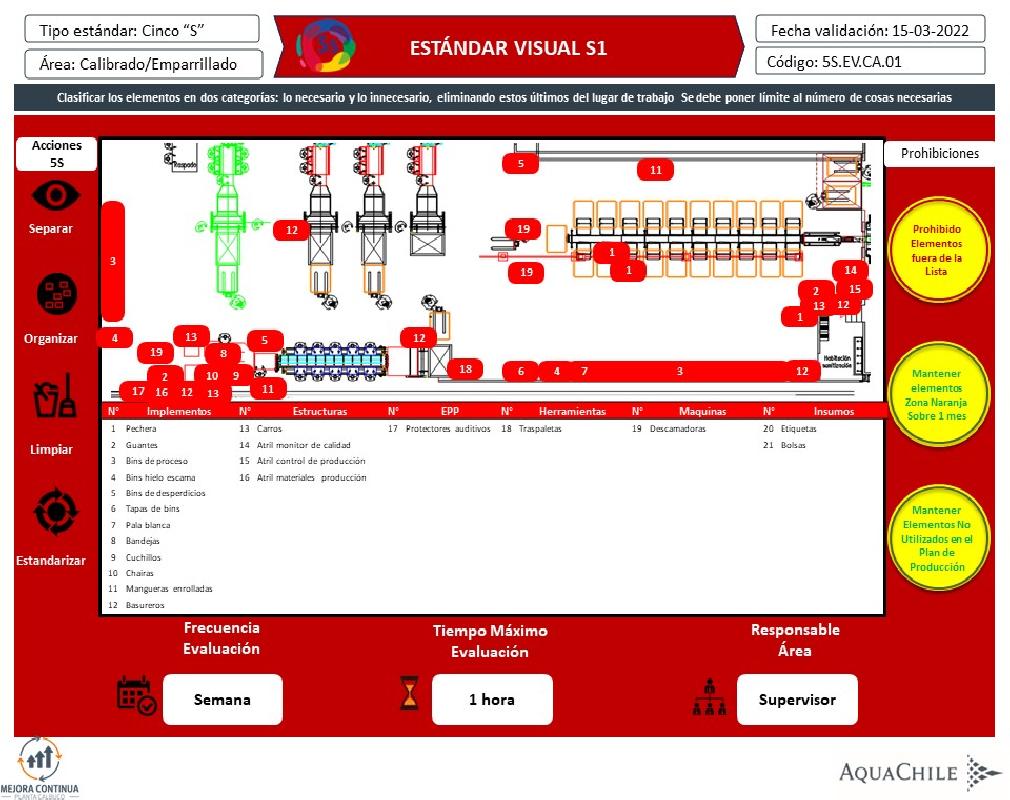 Tipo estándar: Cinco “S”
Área: Calibrado/Emparrillado
ESTÁNDAR VISUAL S1
Fecha validación: 15-03-2022
Código: 5S.EV.CA.01
Clasificar los elementos en dos categorías: lo necesario y lo innecesario, eliminando estos últimos del lugar de trabajo Se debe poner límite al número de cosas necesarias
Acciones
5S
Separar
Organizar
Limpiar
Estandarizar
Raspado
5
11
12
19
1
19
1
3
14
2
15
13
12
1
4
13
5
12
19
8
18
6
4
7
3
12
2
10
9
17
16
12
13
11
Habitación
sanitización
Prohibiciones
Prohibido
Elementos
fuera de la
Lista
Mantener
elementos
Zona Naranja
Sobre 1 mes
Mantener
Elementos No
Utilizados en el
Plan de
Producción
N° Implementos N° Estructuras N° EPP N° Herramientas N° Maquinas N° Insumos
1 Pechera 13 Carros 17 Protectores auditivos 18 Traspaletas 19 Descamadoras 20 Etiquetas
2 Guantes 14 Atril monitor de calidad 21 Bolsas
3 Bins de proceso 15 Atril control de producción
4 Bins hielo escama 16 Atril materiales producción
5 Bins de desperdicios
6 Tapas de bins
7 Pala blanca
8 Bandejas
9 Cuchillos
10 Chairas
11 Mangueras enrolladas
12 Basureros
Frecuencia
Evaluación
Semana
Tiempo Máximo
Evaluación
1 hora
Responsable
Área
Supervisor
MEJORA CONTINUA
PLANTA CALBUCO
AQUACHILE